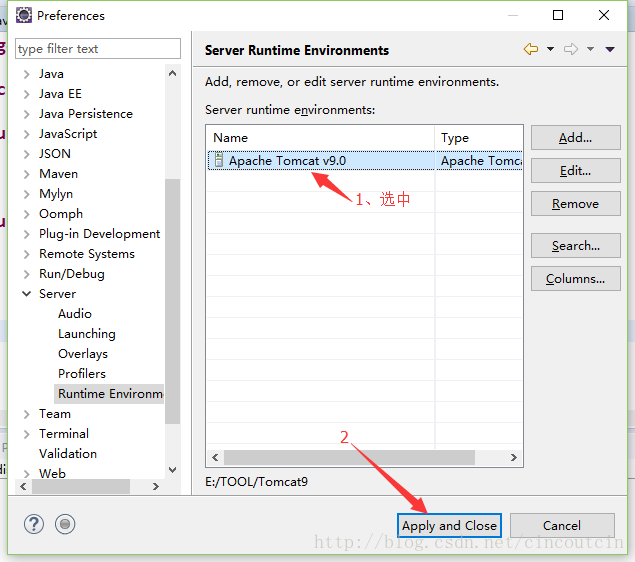 Preferences
type filter text
Java
Java EE
Java Persistence
JavaScript
JSON
Maven
Mylyn
Oomph
Plug-in Development
Remote Systems
Run/Debug
Server
Audio
Launching
Overlays
Profilers
Runtime Environm
Team
Terminal
Validation
Web
Server Runtime Environments
Add, remove, or edit server runtime environments.
Server runtime environments:
Name Type
Apache Tomcat v9.0 Apache Tomca
1、选中
Add...
Edit...
Remove
Search...
Columns...
2
E:/TOOL/Tomcat9
Apply and Close Cancel
http://blog.csdn.net/cincoutcin